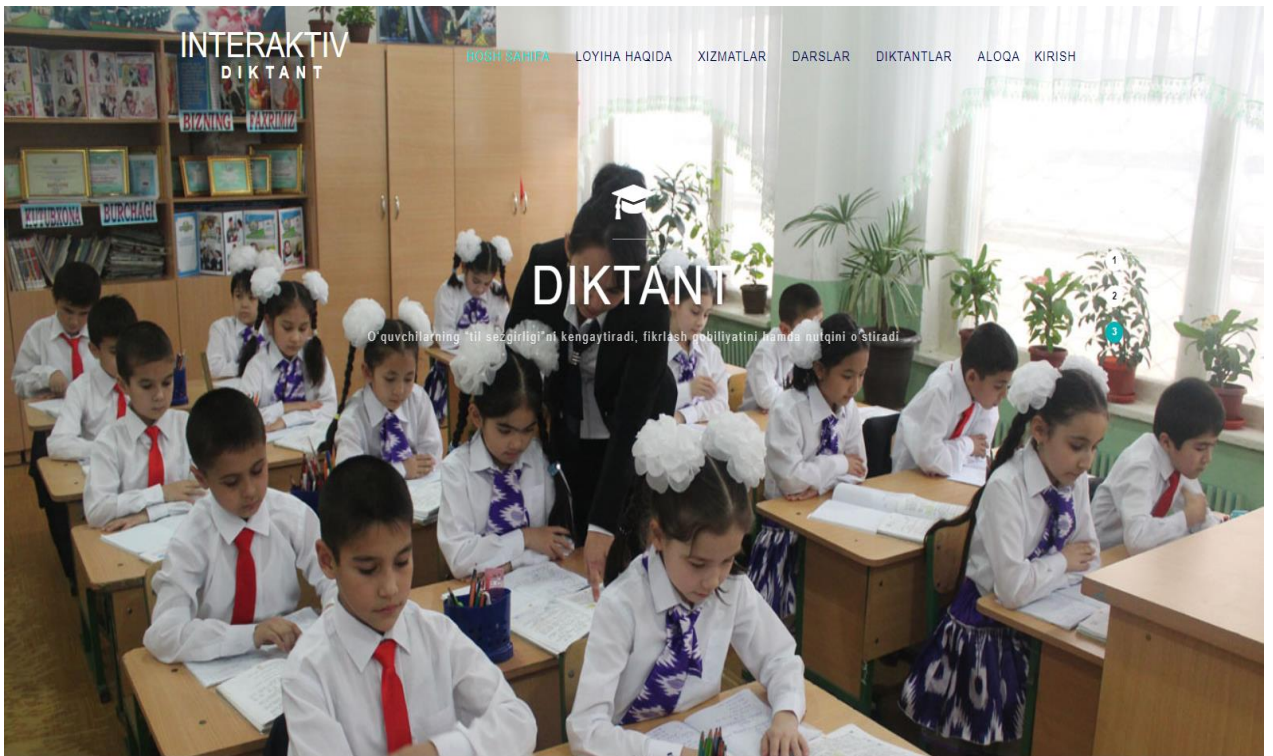 INTERAKTIV
DIKTANT
BOSH SAHIFA LOYIHA HAQIDA XIZMATLAR DARSLAR DIKTANTLAR ALOQA KIRISH
BIZNING FAXRIMIZ
KUTUBXONA BURCHAGI
DIKTANT
O'quvchilarning "til sezgirligi"ni kengaytiradi, fikrlash qobiliyatini hamda nutqini o'stiradi
1
2
3